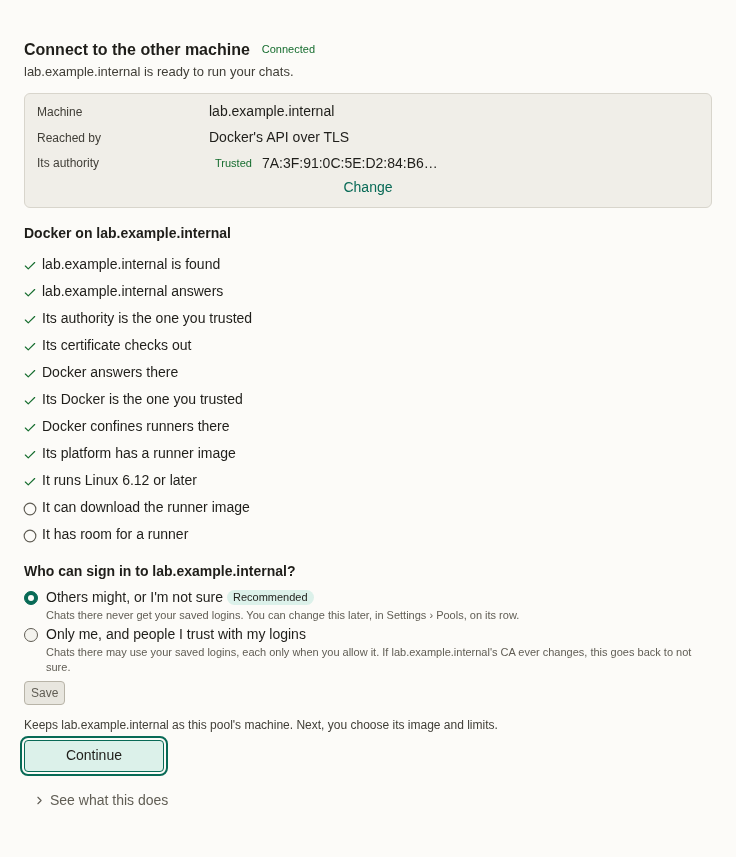 Connect to the other machine Connected
lab.example.internal is ready to run your chats.
Machine lab.example.internal
Reached by Docker's API over TLS
Its authority Trusted 7A:3F:91:0C:5E:D2:84:B6…
Change
Docker on lab.example.internal
lab.example.internal is found
lab.example.internal answers
Its authority is the one you trusted
Its certificate checks out
Docker answers there
Its Docker is the one you trusted
Docker confines runners there
Its platform has a runner image
It runs Linux 6.12 or later
It can download the runner image
It has room for a runner
Who can sign in to lab.example.internal?
Others might, or I'm not sure Recommended
Chats there never get your saved logins. You can change this later, in Settings › Pools, on its row.
Only me, and people I trust with my logins
Chats there may use your saved logins, each only when you allow it. If lab.example.internal's CA ever changes, this goes back to not
sure.
Save
Keeps lab.example.internal as this pool's machine. Next, you choose its image and limits.
Continue
See what this does